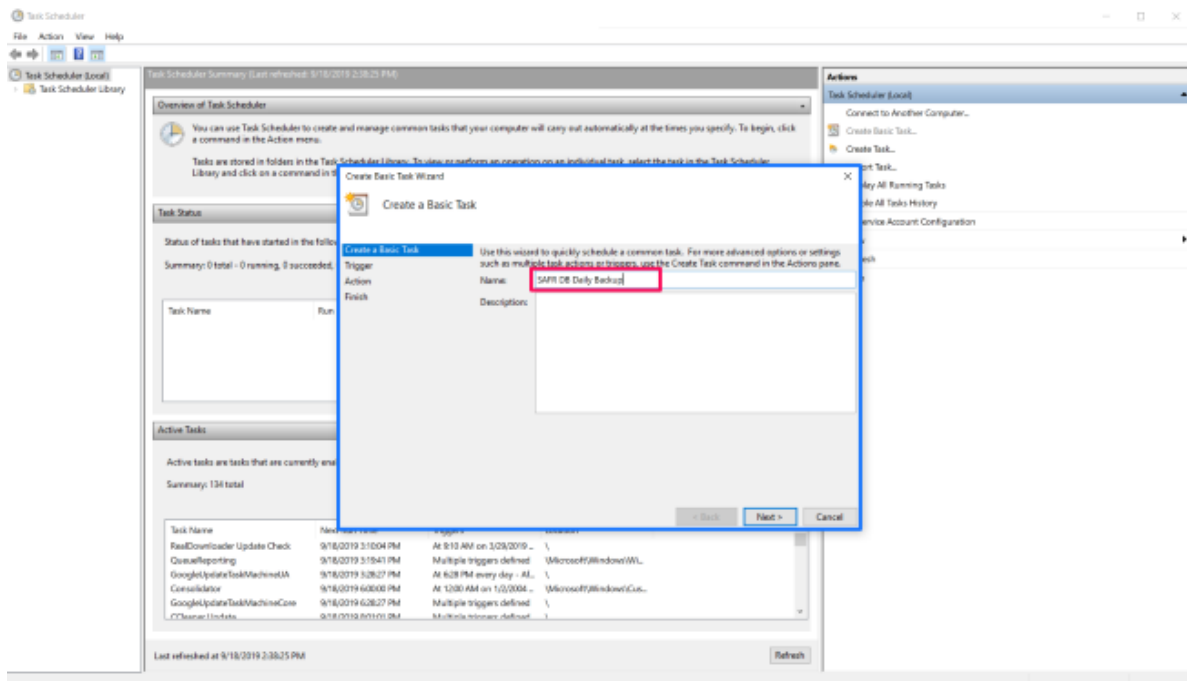 Task Scheduler
File Action View Help
Task Scheduler (Local)
Task Scheduler Library
Task Scheduler Summary (Last refreshed: 9/18/2019 2:38:25 PM)
Overview of Task Scheduler
You can use Task Scheduler to create and manage common tasks that your computer will carry out automatically at the times you specify. To begin, click
a command in the Action menu.
Tasks are stored in folders in the Task Scheduler Library. To view or perform an operation on an individual task, select the task in the Task Scheduler
Library and click on a command in
Task Status
Status of tasks that have started in the
Summary: 0 total - 0 running, 0 succeeded,
Task Name Run
Active Tasks
Active tasks are tasks that are currently
Summary: 134 total
Task Name
RealDownloader Update Check 9/18/2019 3:10:04 PM At 9:10 AM on 3/29/2019 ... \
QueueReporting 9/18/2019 3:19:41 PM Multiple triggers defined \Microsoft\Windows\Wi...
GoogleUpdateTaskMachineUA 9/18/2019 3:28:27 PM At 6:28 PM every day - Af... \
Consolidator 9/18/2019 6:00:00 PM At 12:00 AM on 1/2/2004 ... \Microsoft\Windows\Cus...
GoogleUpdateTaskMachineCore 9/18/2019 6:28:27 PM Multiple triggers defined \
CCleaner Update Multiple triggers defined \
Last refreshed at 9/18/2019 2:38:25 PM
Refresh
Create Basic Task Wizard
Create a Basic Task
Create a Basic Task
Trigger
Action
Finish
Use this wizard to quickly schedule a common task. For more advanced options or settings
such as multiple task actions or triggers, use the Create Task command in the Actions pane.
Name: SAFR DB Daily Backup
Description:
< Back Next > Cancel
Actions
Task Scheduler (Local)
Connect to Another Computer...
Create Basic Task...
Create Task...
Task...
All Running Tasks
All Tasks History
Service Account Configuration